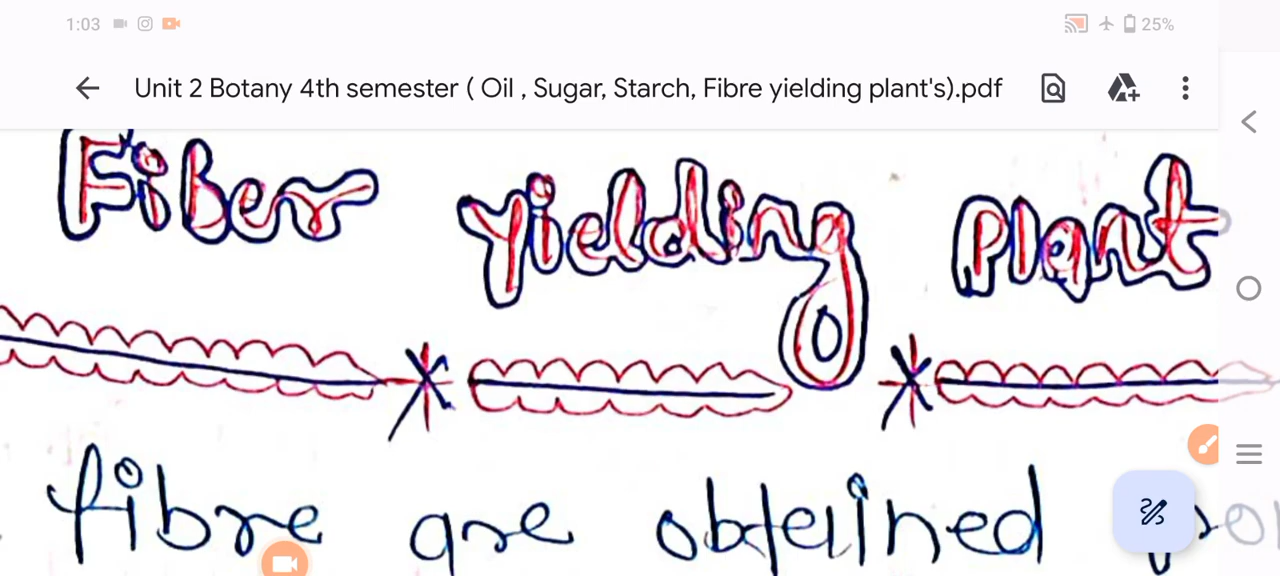 1:03 25%
Unit 2 Botany 4th semester ( Oil , Sugar, Starch, Fibre yielding plant's).pdf
Fiber Yielding Plant
fibre are obtained